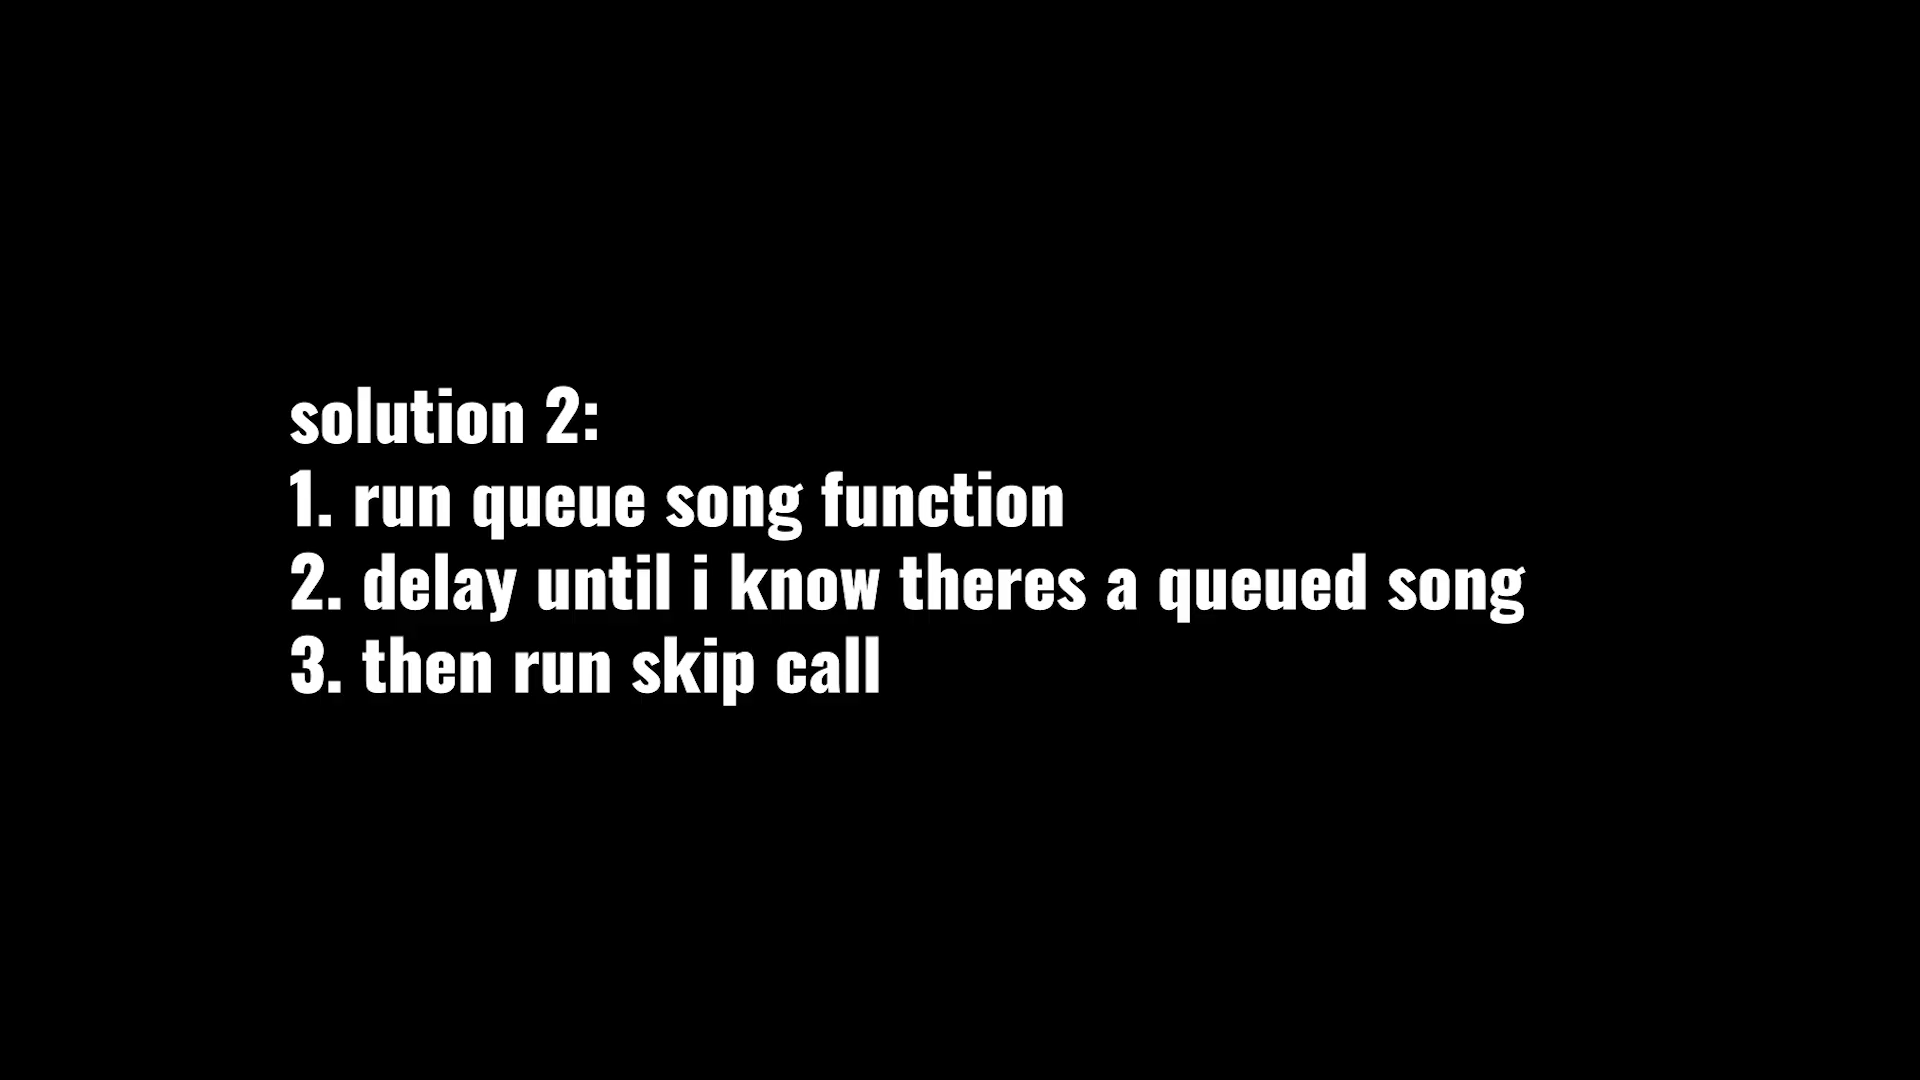 solution 2:
1. run queue song function
2. delay until i know theres a queued song
3. then run skip call